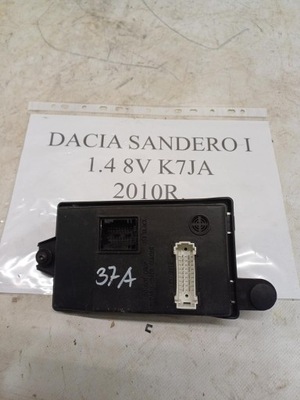 DACIA SANDERO I
1.4 8V K7JA
2010R.
37A